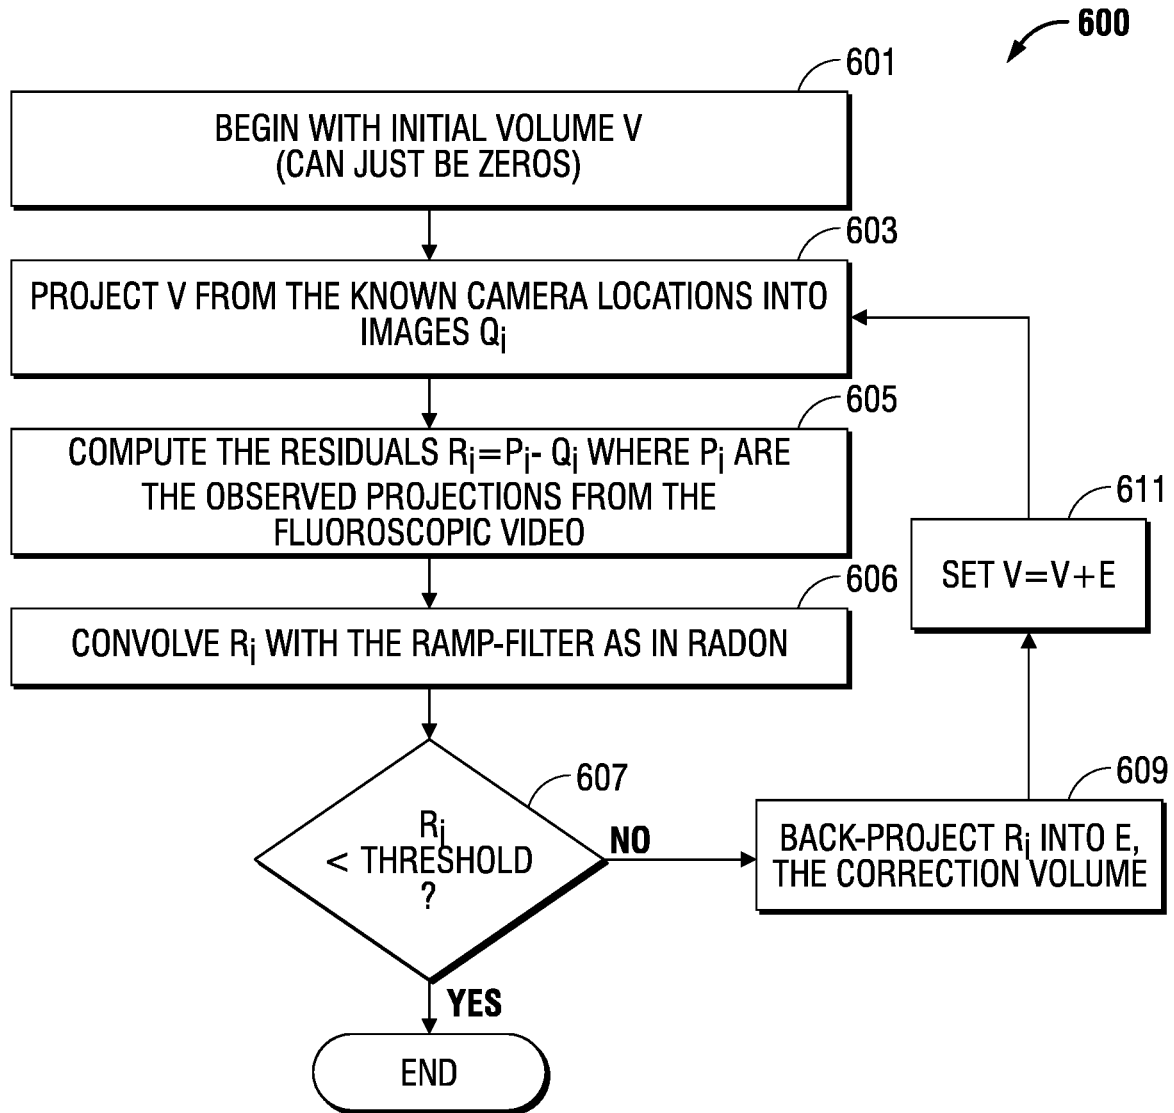 600
601
BEGIN WITH INITIAL VOLUME V
(CAN JUST BE ZEROS)
603
PROJECT V FROM THE KNOWN CAMERA LOCATIONS INTO
IMAGES Qi
605
COMPUTE THE RESIDUALS Ri=Pi- Qi WHERE Pi ARE
THE OBSERVED PROJECTIONS FROM THE
FLUOROSCOPIC VIDEO
611
SET V=V+E
606
CONVOLVE Ri WITH THE RAMP-FILTER AS IN RADON
607
Ri
< THRESHOLD
?
NO
609
BACK-PROJECT Ri INTO E,
THE CORRECTION VOLUME
YES
END